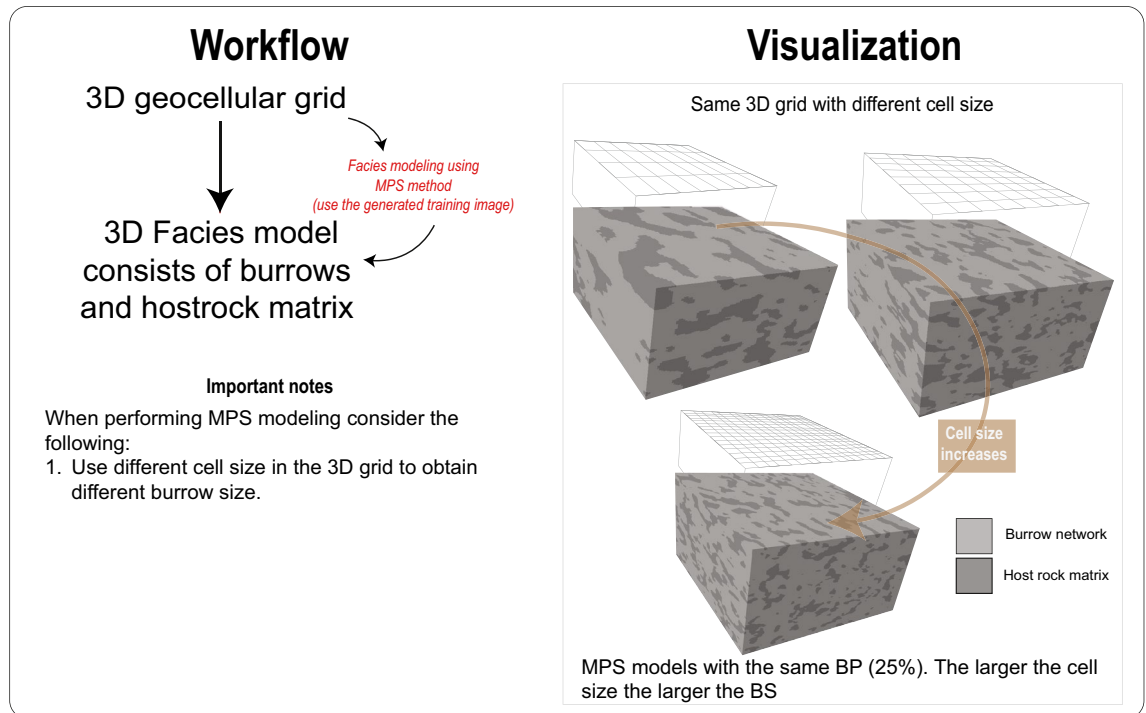 Workflow
3D geocellular grid
Facies modeling using
MPS method
(use the generated training image)
3D Facies model
consists of burrows
and hostrock matrix
Important notes
When performing MPS modeling consider the
following:
1. Use different cell size in the 3D grid to obtain
different burrow size.
Visualization
Same 3D grid with different cell size
Cell size
increases
Burrow network
Host rock matrix
MPS models with the same BP (25%). The larger the cell
size the larger the BS